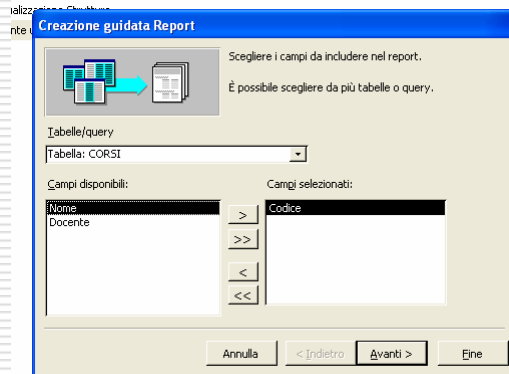 Creazione guidata Report
Scegliere i campi da includere nel report.
È possibile scegliere da più tabelle o query.
Tabelle/query
Tabella: CORSI
Campi disponibili:
Campi selezionati:
Nome
Docente
Codice
>
>>
<
<<
Annulla
< Indietro
Avanti >
Fine